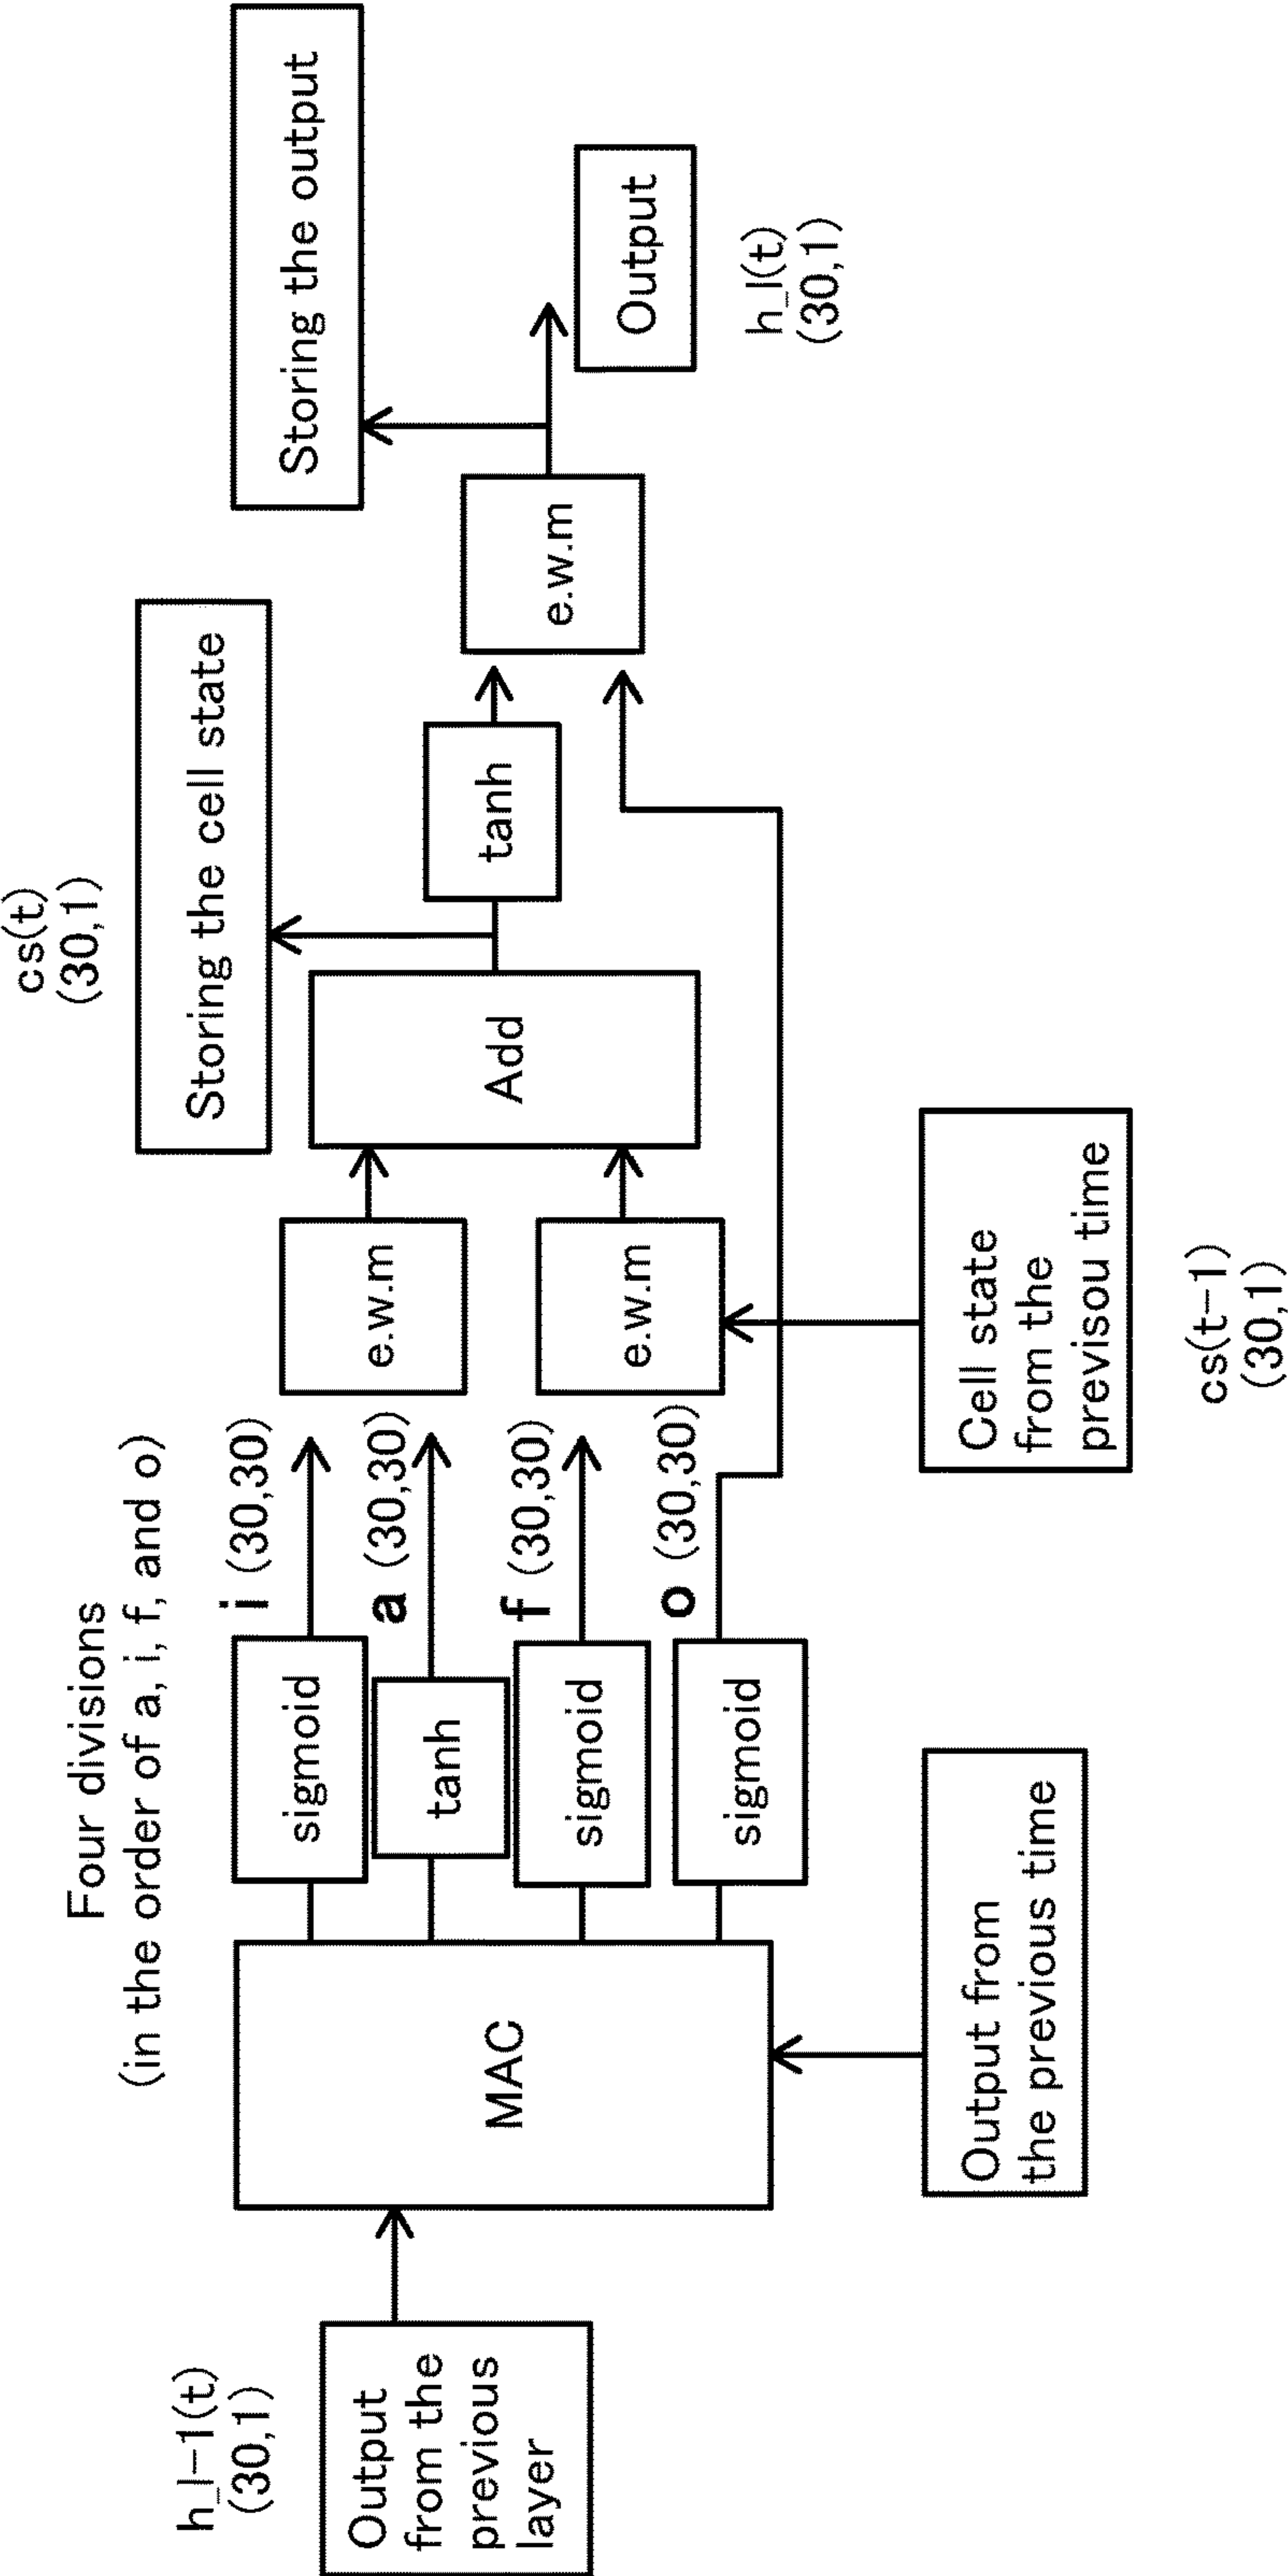 h_l−1(t)
(30,1)
Output
from the
previous
layer
MAC
Output from
the previous time
Four divisions
(in the order of a, i, f, and o)
sigmoid
tanh
sigmoid
sigmoid
i (30,30)
a (30,30)
f (30,30)
o (30,30)
e.w.m
e.w.m
Cell state
from the
previsou time
cs(t−1)
(30,1)
Add
cs(t)
(30,1)
Storing the cell state
tanh
e.w.m
Storing the output
Output
h_l(t)
(30,1)